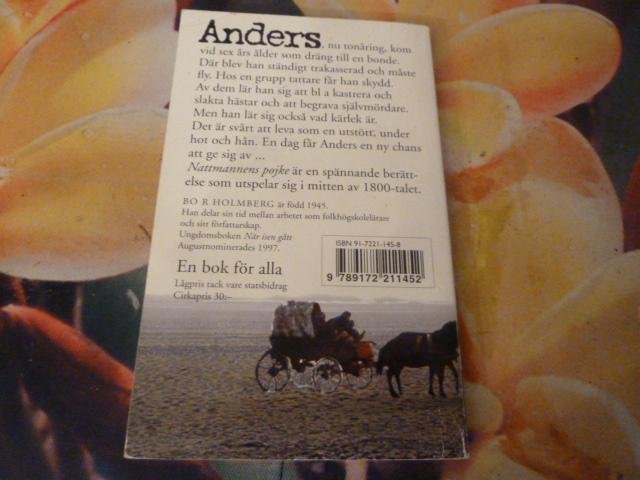 Anders, nu tonåring, kom
vid sex års ålder som dräng till en bonde.
Där blev han ständigt trakasserad och måste
fly. Hos en grupp tattare får han skydd.
Av dem lär han sig att bl a kastrera och
slakta hästar och att begrava självmördare.
Men han lär sig också vad kärlek är.
Det är svårt att leva som en utstött, under
hot och hån. En dag får Anders en ny chans
att ge sig av ...
Nattmannens pojke är en spännande berätt-
else som utspelar sig i mitten av 1800-talet.
BO R HOLMBERG är född 1945.
Han delar sin tid mellan arbetet som folkhögskolelärare
och sitt författarskap.
Ungdomsboken När isen gått
Augustnominerades 1997.
ISBN 91-7221-145-8
9 789172 211452
En bok för alla
Lågpris tack vare statsbidrag
Cirkapris 30:–